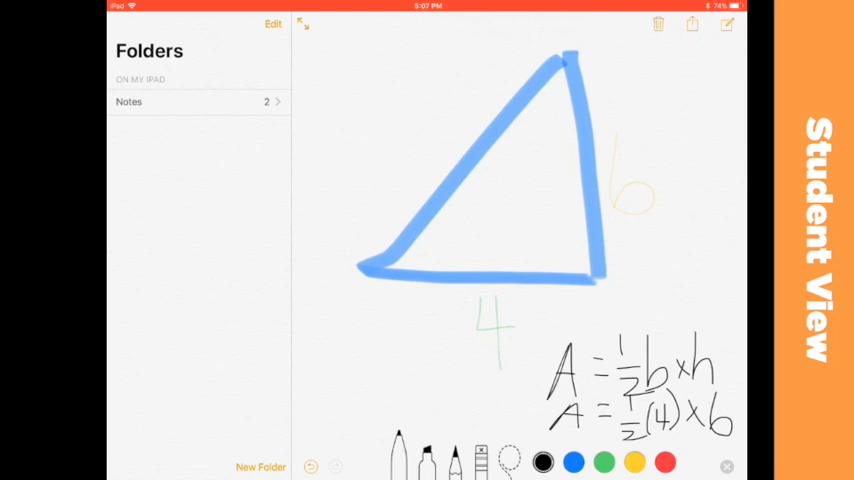 iPad 5:07 PM 74%
Edit
Folders
ON MY IPAD
Notes 2
6
4
A = 1/2 b x h
A = 1/2 (4) x 6
New Folder
Student View